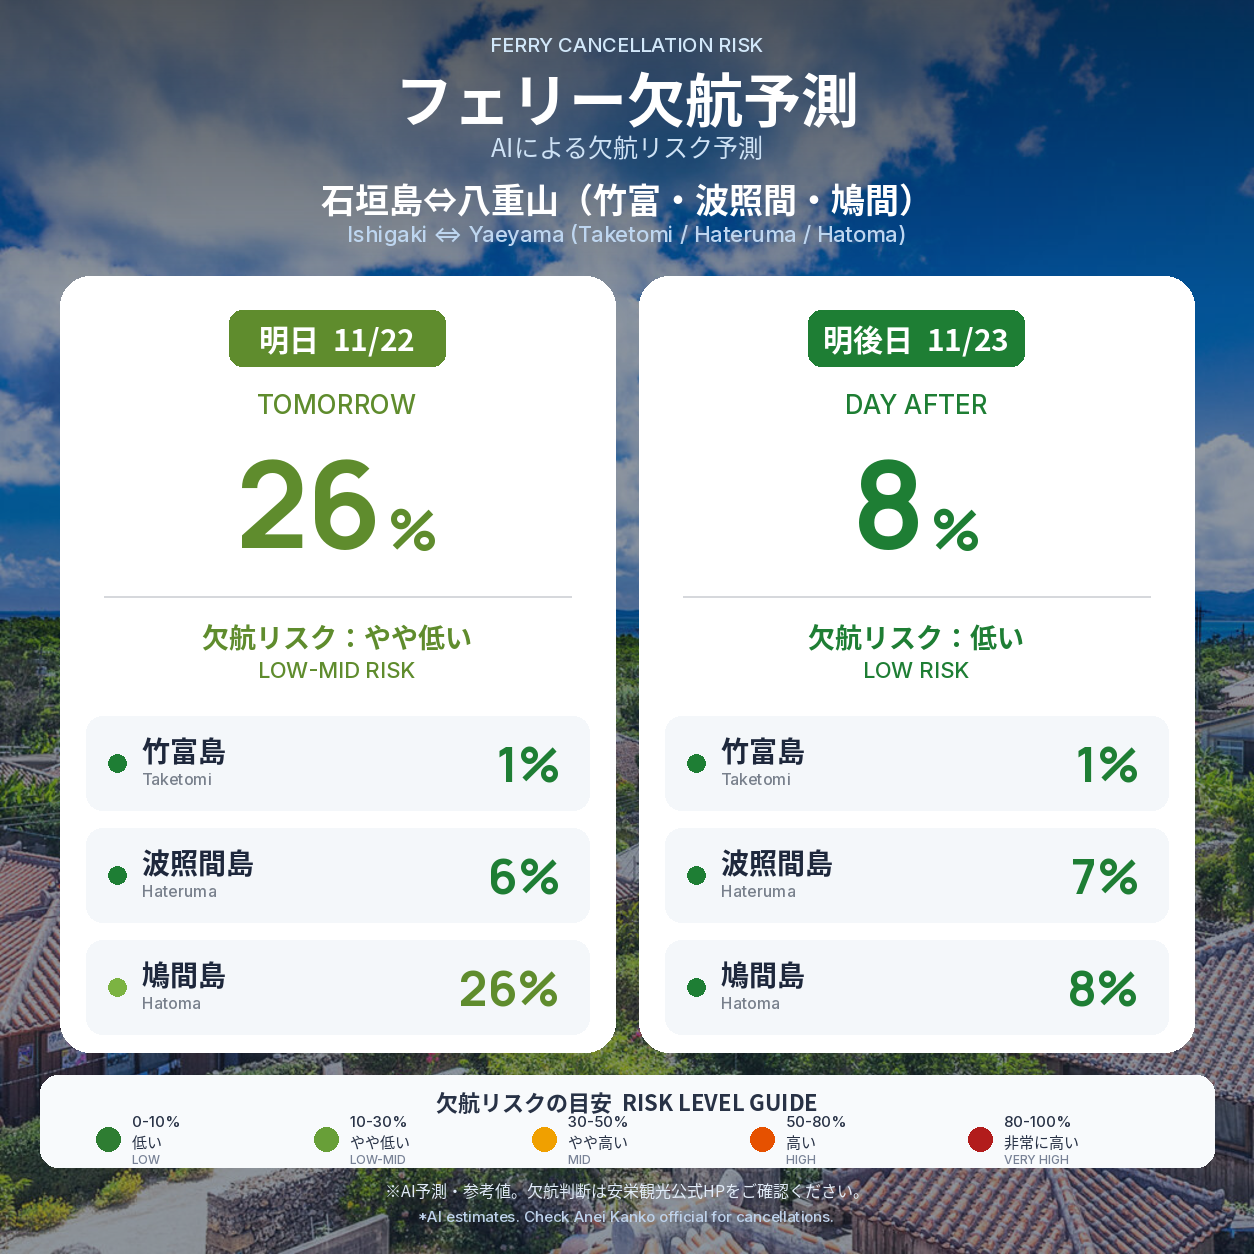 FERRY CANCELLATION RISK
フェリー欠航予測
AIによる欠航リスク予測
石垣島⇔八重山（竹富・波照間・鳩間）
Ishigaki ⇔ Yaeyama (Taketomi / Hateruma / Hatoma)
明日 11/22
TOMORROW
26%
欠航リスク：やや低い
LOW-MID RISK
竹富島
Taketomi
1%
波照間島
Hateruma
6%
鳩間島
Hatoma
26%
明後日 11/23
DAY AFTER
8%
欠航リスク：低い
LOW RISK
竹富島
Taketomi
1%
波照間島
Hateruma
7%
鳩間島
Hatoma
8%
欠航リスクの目安 RISK LEVEL GUIDE
0-10%
低い
LOW
10-30%
やや低い
LOW-MID
30-50%
やや高い
MID
50-80%
高い
HIGH
80-100%
非常に高い
VERY HIGH
※AI予測・参考値。欠航判断は安栄観光公式HPをご確認ください。
*AI estimates. Check Anei Kanko official for cancellations.